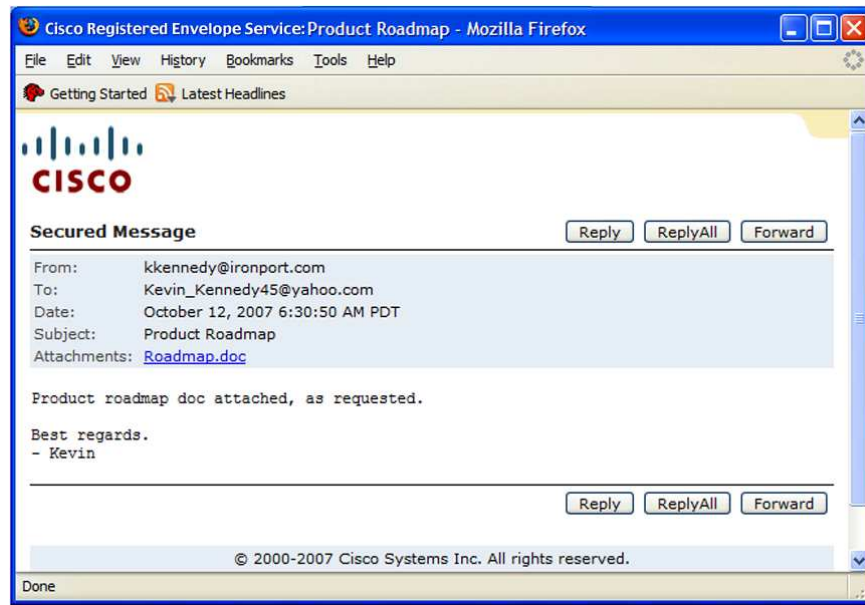 Cisco Registered Envelope Service: Product Roadmap - Mozilla Firefox
File Edit View History Bookmarks Tools Help
Getting Started Latest Headlines
CISCO
Secured Message Reply ReplyAll Forward
From: kkennedy@ironport.com
To: Kevin_Kennedy45@yahoo.com
Date: October 12, 2007 6:30:50 AM PDT
Subject: Product Roadmap
Attachments: Roadmap.doc
Product roadmap doc attached, as requested.
Best regards.
- Kevin
Reply ReplyAll Forward
© 2000-2007 Cisco Systems Inc. All rights reserved.
Done